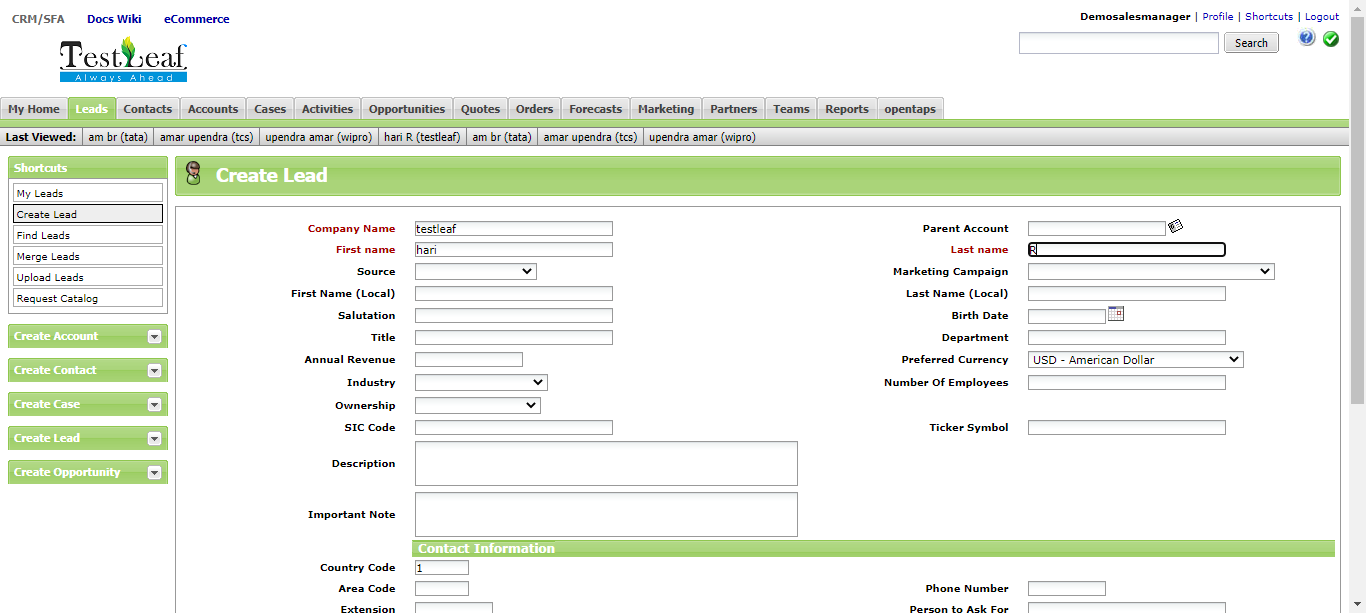 CRM/SFA Docs Wiki eCommerce
Demosalesmanager | Profile | Shortcuts | Logout
TestLeaf
Always Ahead
Search
My Home Leads Contacts Accounts Cases Activities Opportunities Quotes Orders Forecasts Marketing Partners Teams Reports opentaps
Last Viewed: am br (tata) amar upendra (tcs) upendra amar (wipro) hari R (testleaf) am br (tata) amar upendra (tcs) upendra amar (wipro)
Shortcuts
My Leads
Create Lead
Find Leads
Merge Leads
Upload Leads
Request Catalog
Create Account
Create Contact
Create Case
Create Lead
Create Opportunity
Create Lead
Company Name testleaf Parent Account
First name hari Last name R
Source Marketing Campaign
First Name (Local) Last Name (Local)
Salutation Birth Date
Title Department
Annual Revenue Preferred Currency USD - American Dollar
Industry Number Of Employees
Ownership
SIC Code Ticker Symbol
Description
Important Note
Contact Information
Country Code 1
Area Code Phone Number
Extension Person to Ask For